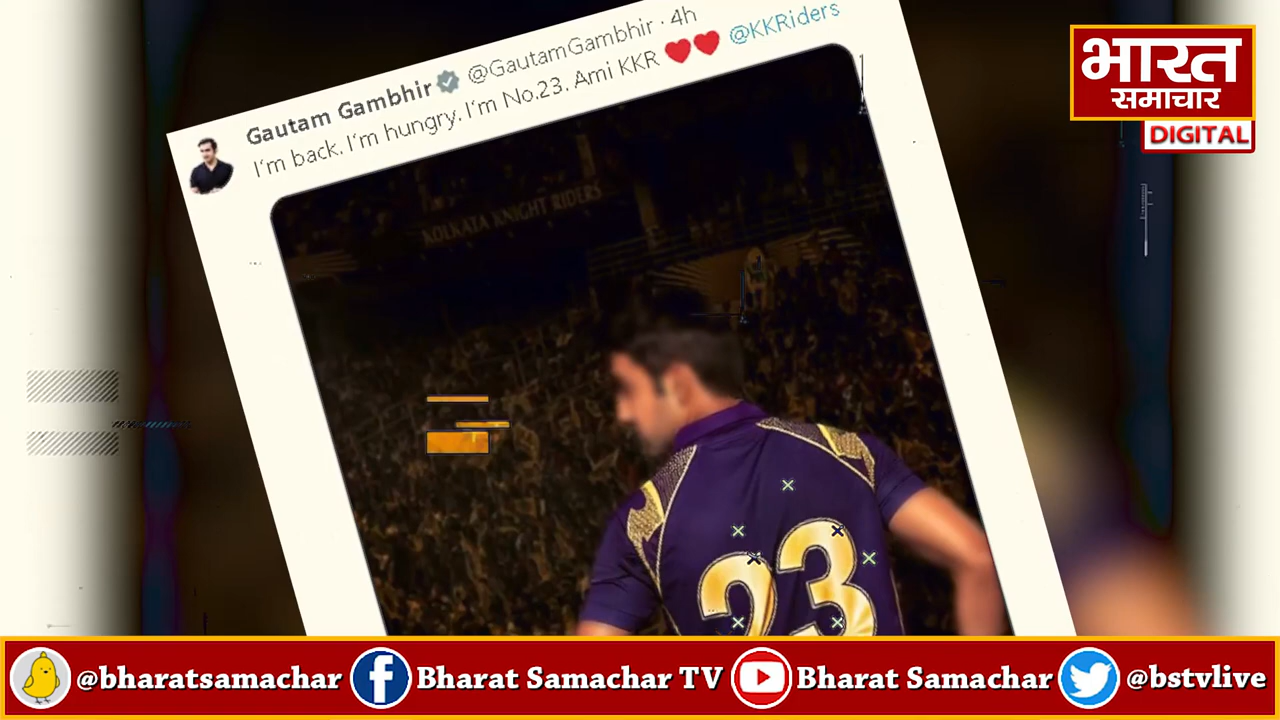 Gautam Gambhir @GautamGambhir · 4h
I'm back. I'm hungry. I'm No.23. Ami KKR ❤❤ @KKRiders
KOLKATA KNIGHT RIDERS
23
भारत
समाचार
DIGITAL
@bharatsamachar Bharat Samachar TV Bharat Samachar @bstvlive